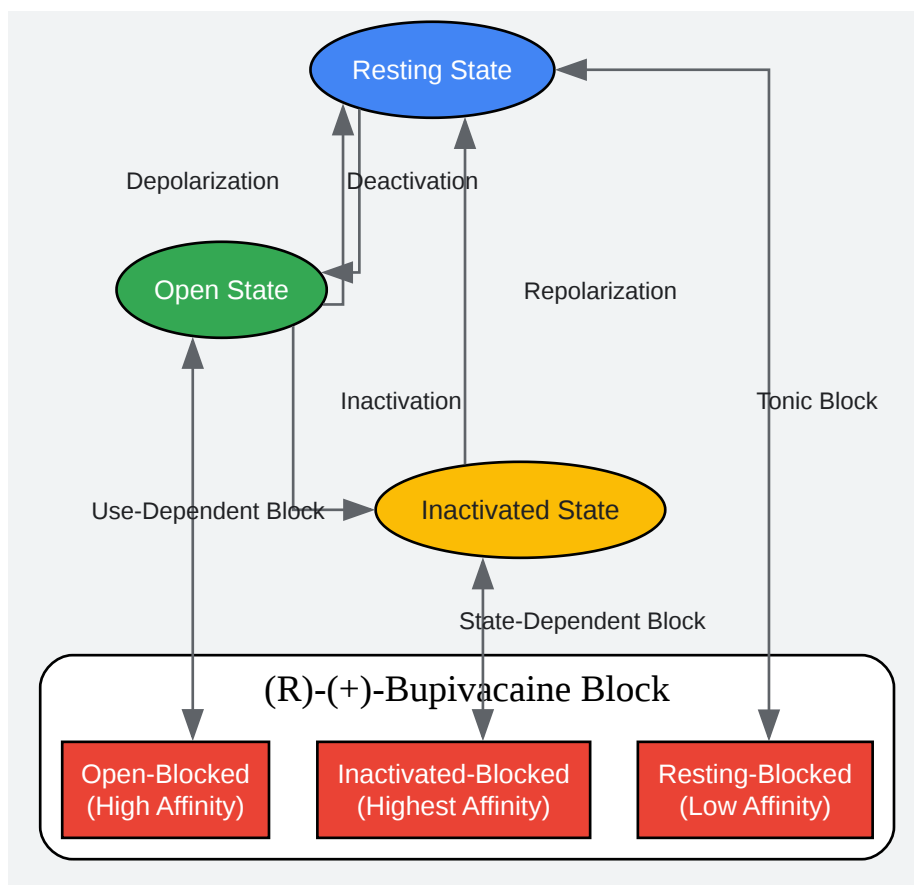 Resting State
Depolarization
Deactivation
Open State
Repolarization
Inactivation
Tonic Block
Use-Dependent Block
Inactivated State
State-Dependent Block
(R)-(+)-Bupivacaine Block
Open-Blocked
(High Affinity)
Inactivated-Blocked
(Highest Affinity)
Resting-Blocked
(Low Affinity)